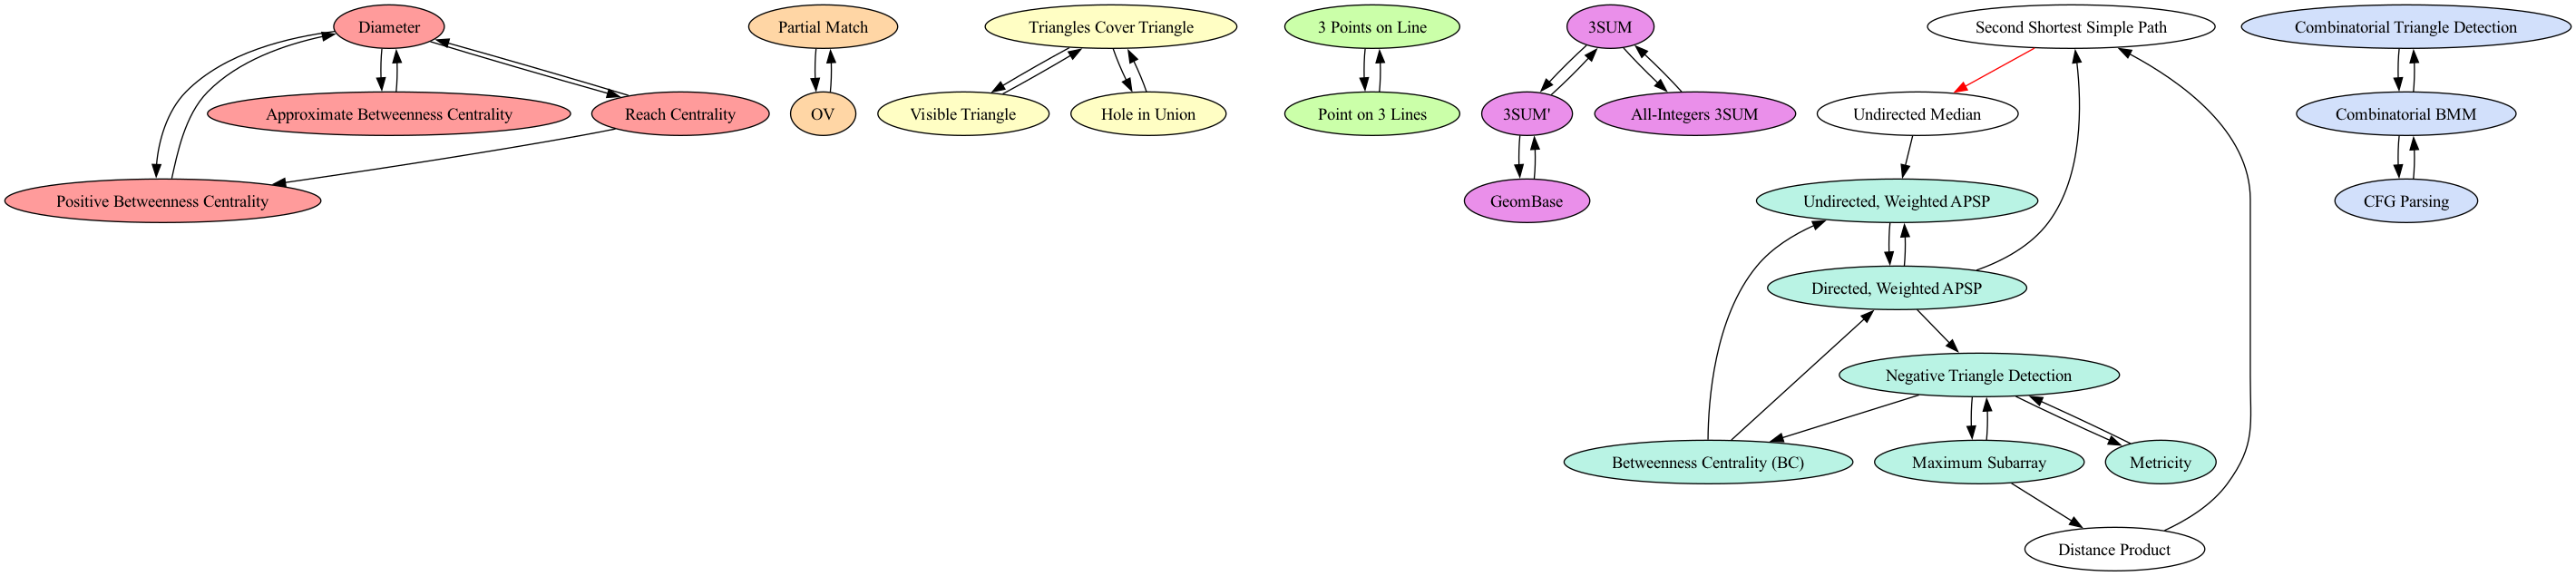 Diameter
Partial Match
Triangles Cover Triangle
3 Points on Line
3SUM
Second Shortest Simple Path
Combinatorial Triangle Detection
Approximate Betweenness Centrality
Reach Centrality
OV
Visible Triangle
Hole in Union
Point on 3 Lines
3SUM'
All-Integers 3SUM
Undirected Median
Combinatorial BMM
Positive Betweenness Centrality
GeomBase
Undirected, Weighted APSP
CFG Parsing
Directed, Weighted APSP
Negative Triangle Detection
Betweenness Centrality (BC)
Maximum Subarray
Metricity
Distance Product